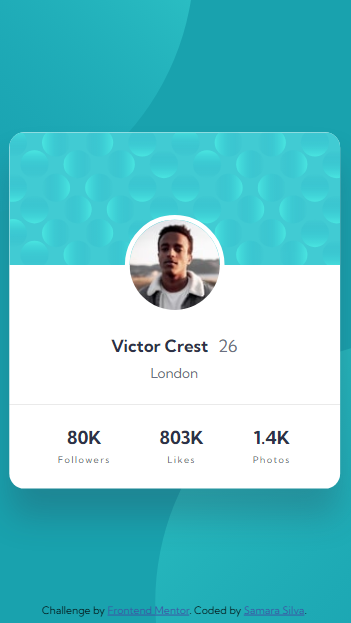 Victor Crest 26
London
80K 803K 1.4K
Followers Likes Photos
Challenge by Frontend Mentor. Coded by Samara Silva.